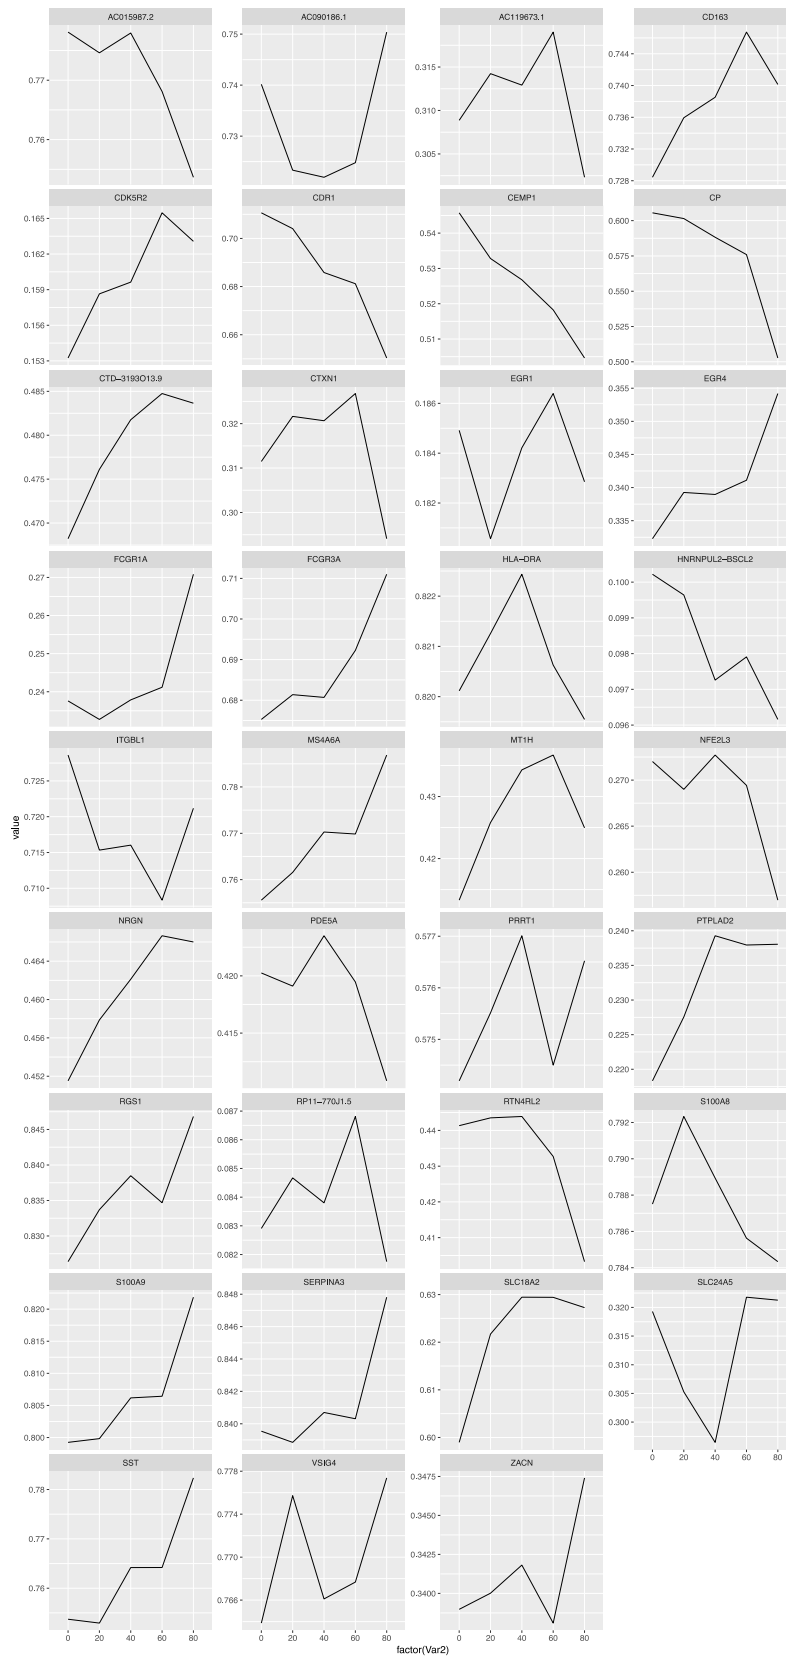 AC015987.2 AC090186.1 AC119673.1 CD163
0.77 0.76
0.75 0.74 0.73
0.315 0.310 0.305
0.744 0.740 0.736 0.732 0.728
CDK5R2 CDR1 CEMP1 CP
0.165 0.162 0.159 0.156 0.153
0.70 0.68 0.66
0.54 0.53 0.52 0.51
0.600 0.575 0.550 0.525 0.500
CTD−3193O13.9 CTXN1 EGR1 EGR4
0.485 0.480 0.475 0.470
0.32 0.31 0.30
0.186 0.184 0.182
0.355 0.350 0.345 0.340 0.335
FCGR1A FCGR3A HLA−DRA HNRNPUL2−BSCL2
0.27 0.26 0.25 0.24
0.71 0.70 0.69 0.68
0.822 0.821 0.820
0.100 0.099 0.098 0.097 0.096
ITGBL1 MS4A6A MT1H NFE2L3
0.725 0.720 0.715 0.710
0.78 0.77 0.76
0.43 0.42
0.270 0.265 0.260
value
NRGN PDE5A PRRT1 PTPLAD2
0.464 0.460 0.456 0.452
0.420 0.415
0.577 0.576 0.575
0.240 0.235 0.230 0.225 0.220
RGS1 RP11−770J1.5 RTN4RL2 S100A8
0.845 0.840 0.835 0.830
0.087 0.086 0.085 0.084 0.083 0.082
0.44 0.43 0.42 0.41
0.792 0.790 0.788 0.786 0.784
S100A9 SERPINA3 SLC18A2 SLC24A5
0.820 0.815 0.810 0.805 0.800
0.848 0.846 0.844 0.842 0.840
0.63 0.62 0.61 0.60
0.320 0.315 0.310 0.305 0.300
0 20 40 60 80
SST VSIG4 ZACN
0.78 0.77 0.76
0.778 0.774 0.770 0.766
0.3475 0.3450 0.3425 0.3400
0 20 40 60 80 0 20 40 60 80 0 20 40 60 80
factor(Var2)